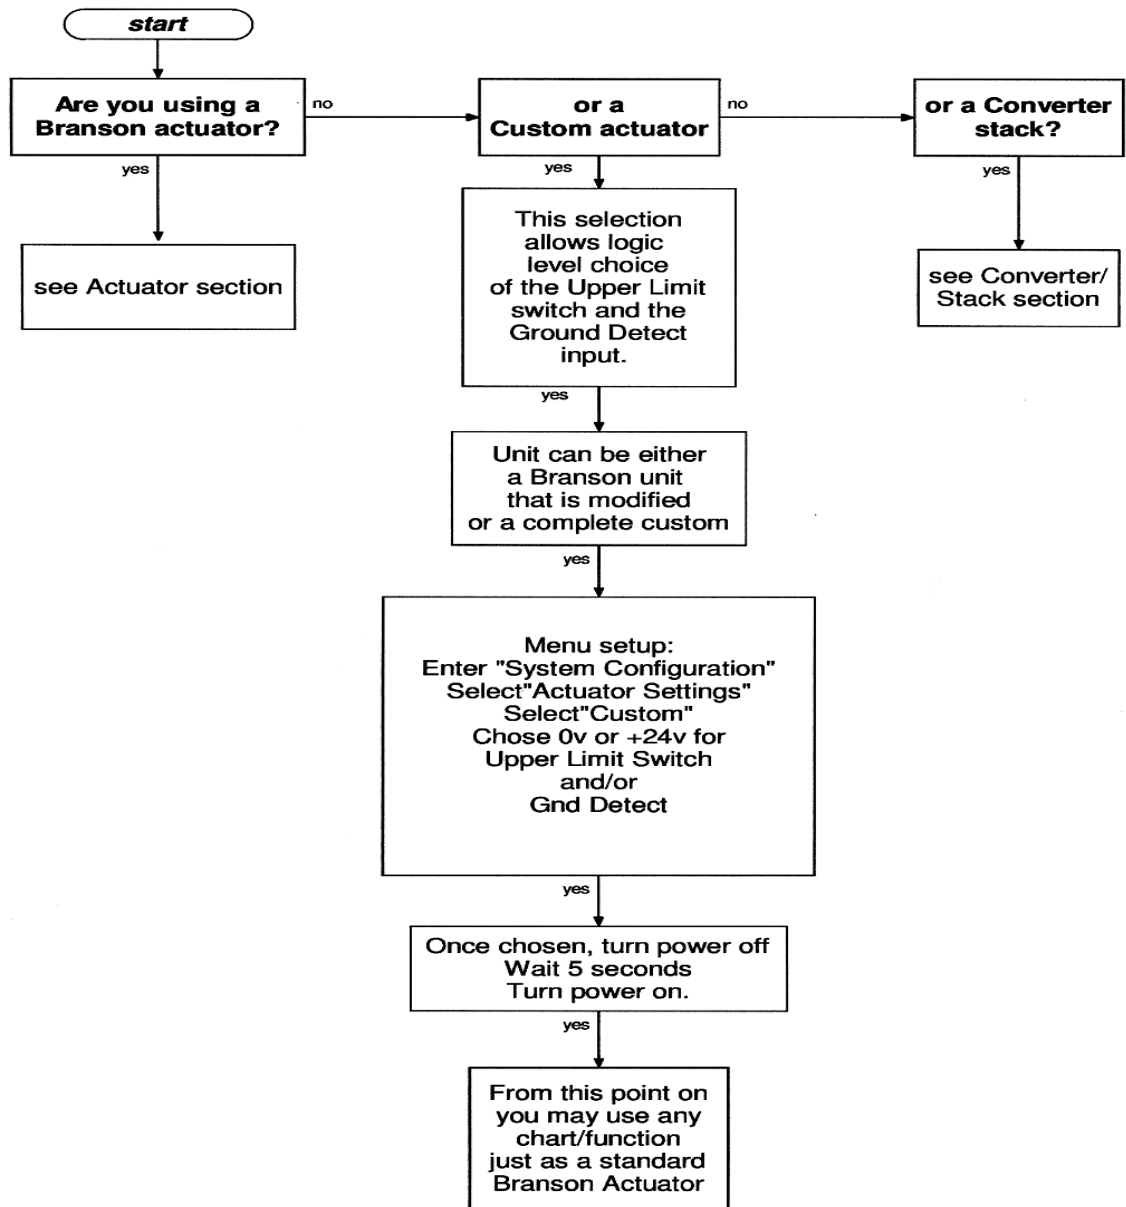 start
Are you using a
Branson actuator?
no
or a
Custom actuator
no
or a Converter
stack?
yes
yes
yes
see Actuator section
This selection
allows logic
level choice
of the Upper Limit
switch and the
Ground Detect
input.
see Converter/
Stack section
yes
Unit can be either
a Branson unit
that is modified
or a complete custom
yes
Menu setup:
Enter "System Configuration"
Select"Actuator Settings"
Select"Custom"
Chose 0v or +24v for
Upper Limit Switch
and/or
Gnd Detect
yes
Once chosen, turn power off
Wait 5 seconds
Turn power on.
yes
From this point on
you may use any
chart/function
just as a standard
Branson Actuator